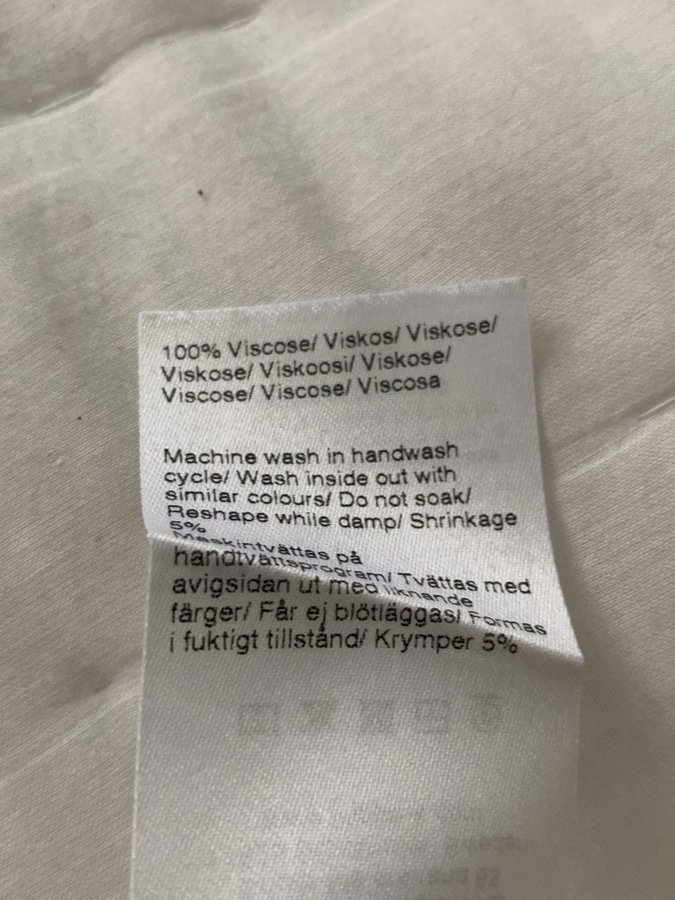 100% Viscose/ Viskos/ Viskose/
Viskose/ Viskoosi/ Viskose/
Viscose/ Viscose/ Viscosa
Machine wash in handwash
cycle/ Wash inside out with
similar colours/ Do not soak/
Reshape while damp/ Shrinkage
5%
Maskintvättas på
handtvättsprogram/ Tvättas med
avigsidan ut med liknande
färger/ Får ej blötläggas/ Formas
i fuktigt tillstånd/ Krymper 5%